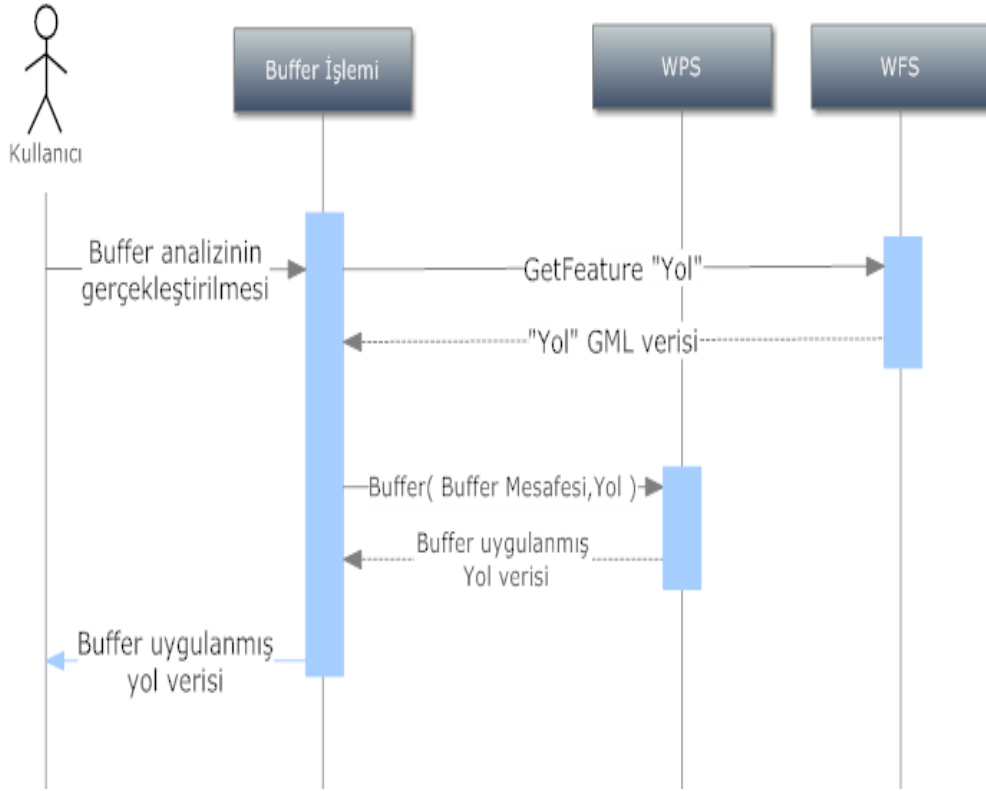 Buffer İşlemi
WPS
WFS
Kullanıcı
Buffer analizinin
gerçekleştirilmesi
GetFeature "Yol"
"Yol" GML verisi
Buffer( Buffer Mesafesi,Yol )
Buffer uygulanmış
Yol verisi
Buffer uygulanmış
yol verisi